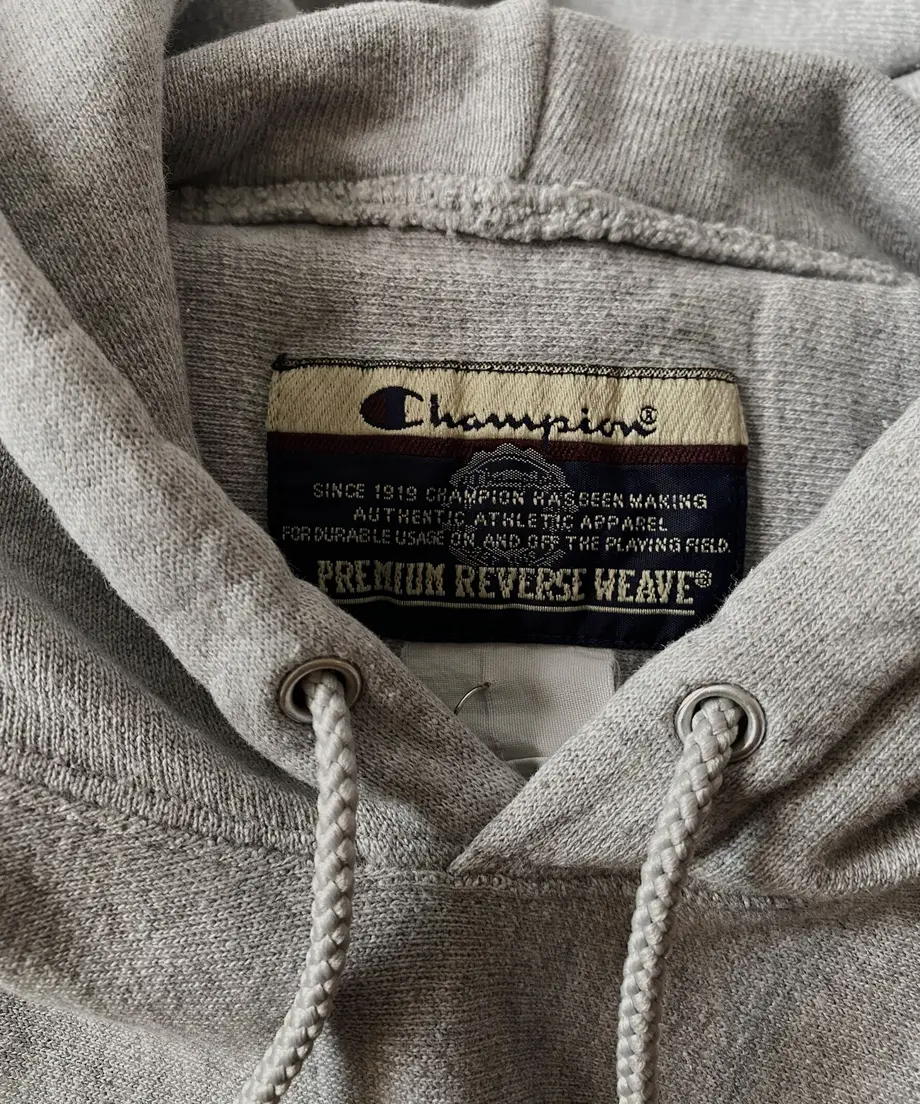 Champion®
SINCE 1919 CHAMPION HAS BEEN MAKING
AUTHENTIC ATHLETIC APPAREL
FOR DURABLE USAGE ON AND OFF THE PLAYING FIELD.
PREMIUM REVERSE WEAVE®